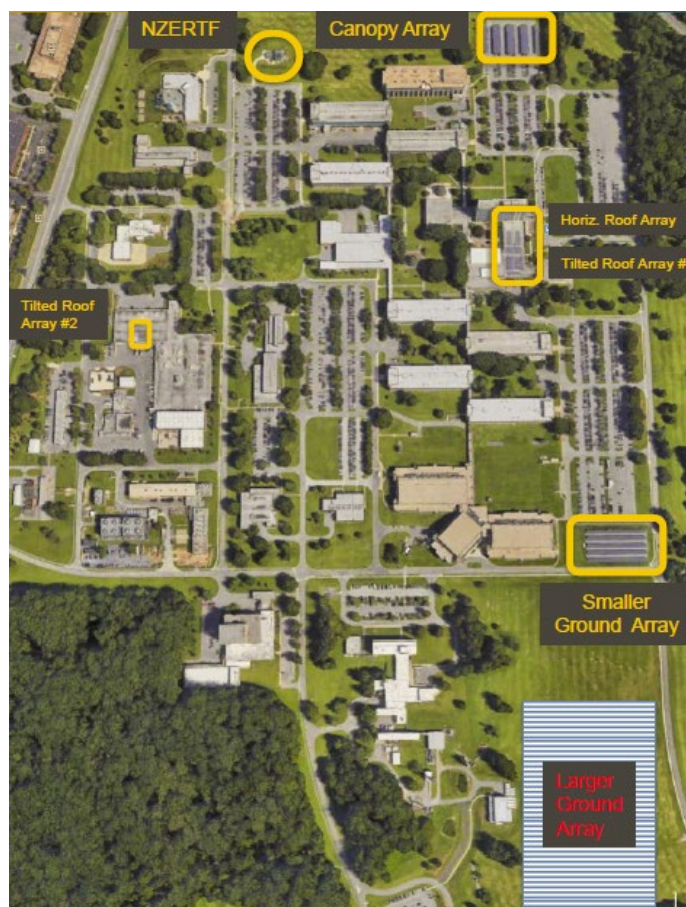 NZERTF
Canopy Array
Horiz. Roof Array
Tilted Roof Array #
Tilted Roof
Array #2
Smaller
Ground Array
Larger
Ground
Array